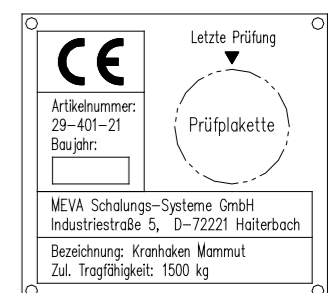 CE
Letzte Prüfung
Artikelnummer:
29-401-21
Baujahr:
Prüfplakette
MEVA Schalungs-Systeme GmbH
Industriestraße 5, D-72221 Haiterbach
Bezeichnung: Kranhaken Mammut
Zul. Tragfähigkeit: 1500 kg